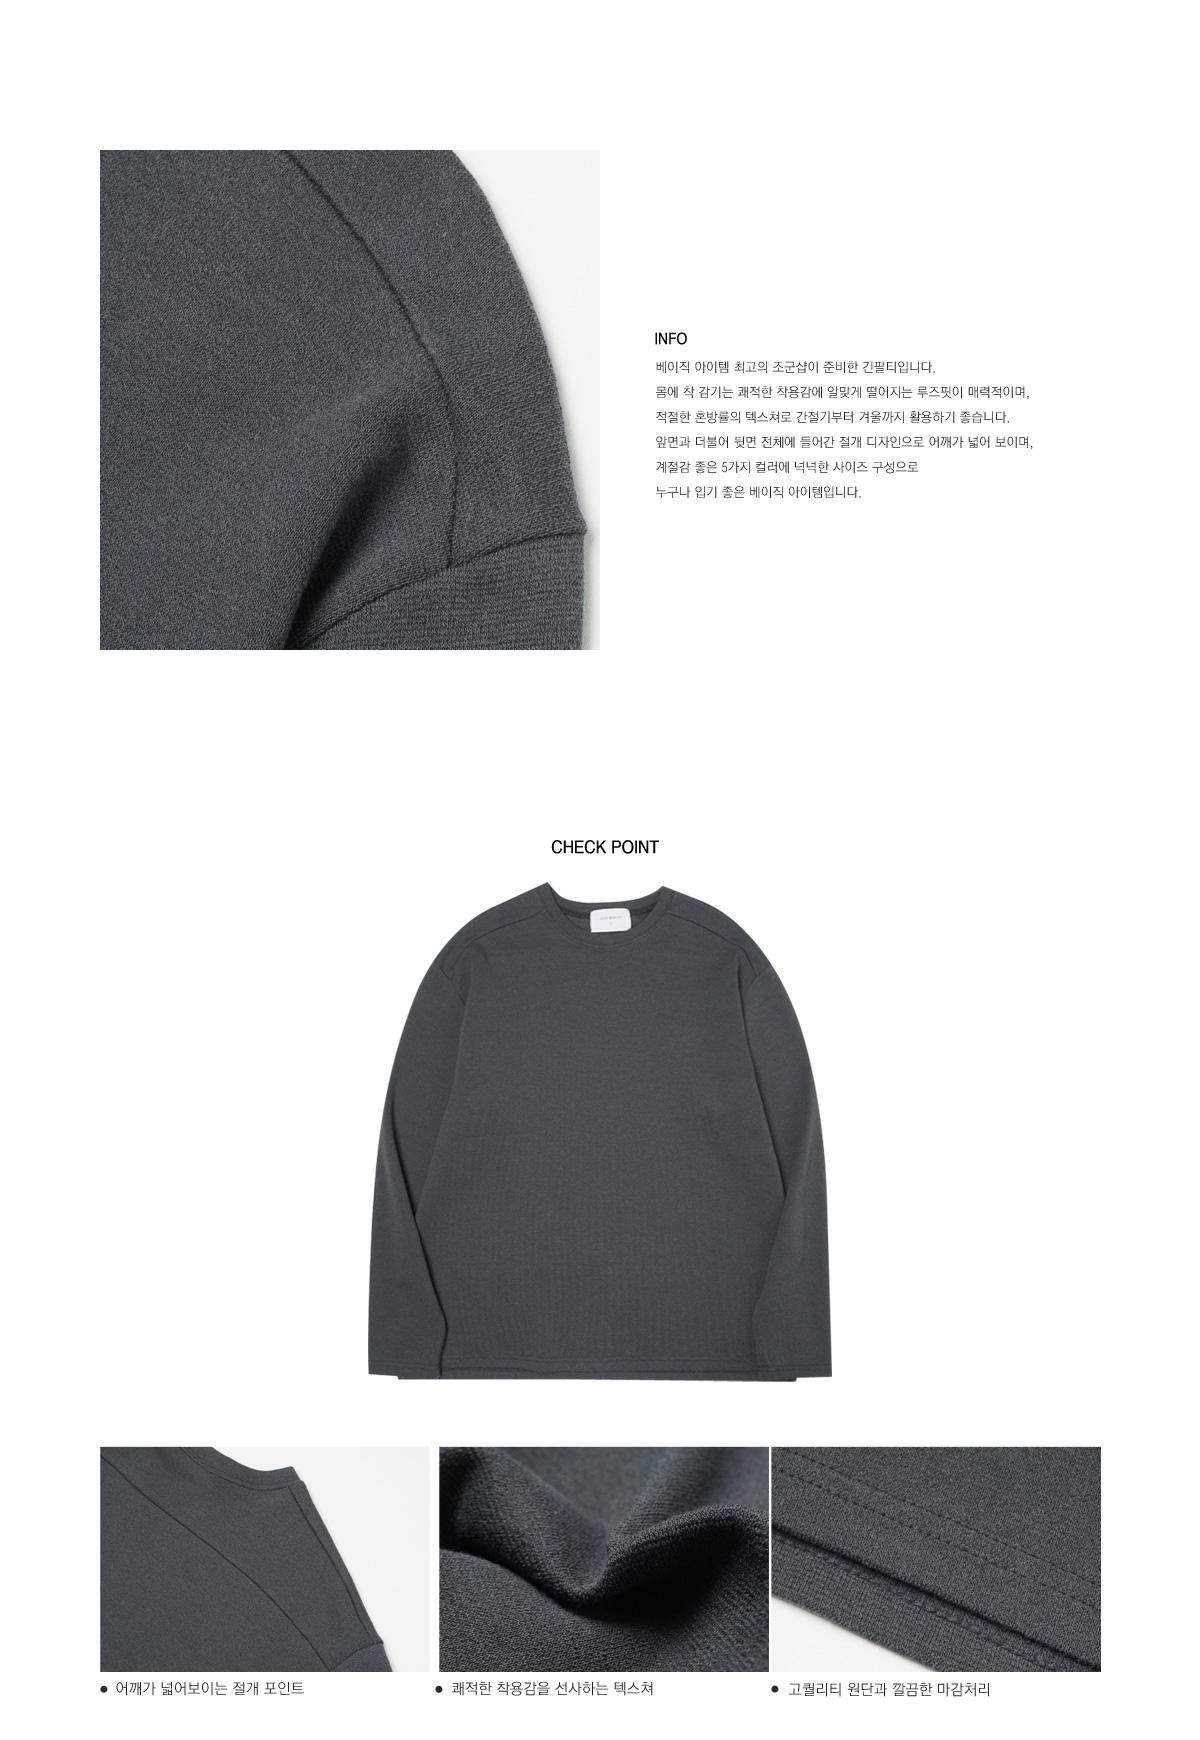 INFO
베이직 아이템 최고의 조군샵이 준비한 긴팔티입니다.
몸에 착 감기는 쾌적한 착용감에 알맞게 떨어지는 루즈핏이 매력적이며,
적절한 혼방률의 텍스쳐로 간절기부터 겨울까지 활용하기 좋습니다.
앞면과 더불어 뒷면 전체에 들어간 절개 디자인으로 어깨가 넓어 보이며,
계절감 좋은 5가지 컬러에 넉넉한 사이즈 구성으로
누구나 입기 좋은 베이직 아이템입니다.
CHECK POINT
● 어깨가 넓어보이는 절개 포인트
● 쾌적한 착용감을 선사하는 텍스쳐
● 고퀄리티 원단과 깔끔한 마감처리